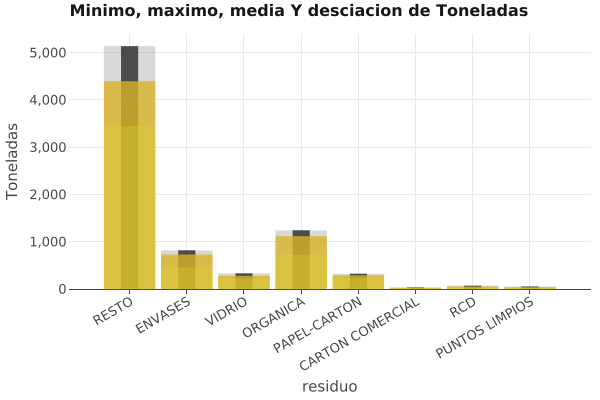 Minimo, maximo, media Y desciacion de Toneladas
Toneladas
5,000
4,000
3,000
2,000
1,000
0
RESTO
ENVASES
VIDRIO
ORGANICA
PAPEL-CARTON
CARTON COMERCIAL
RCD
PUNTOS LIMPIOS
residuo